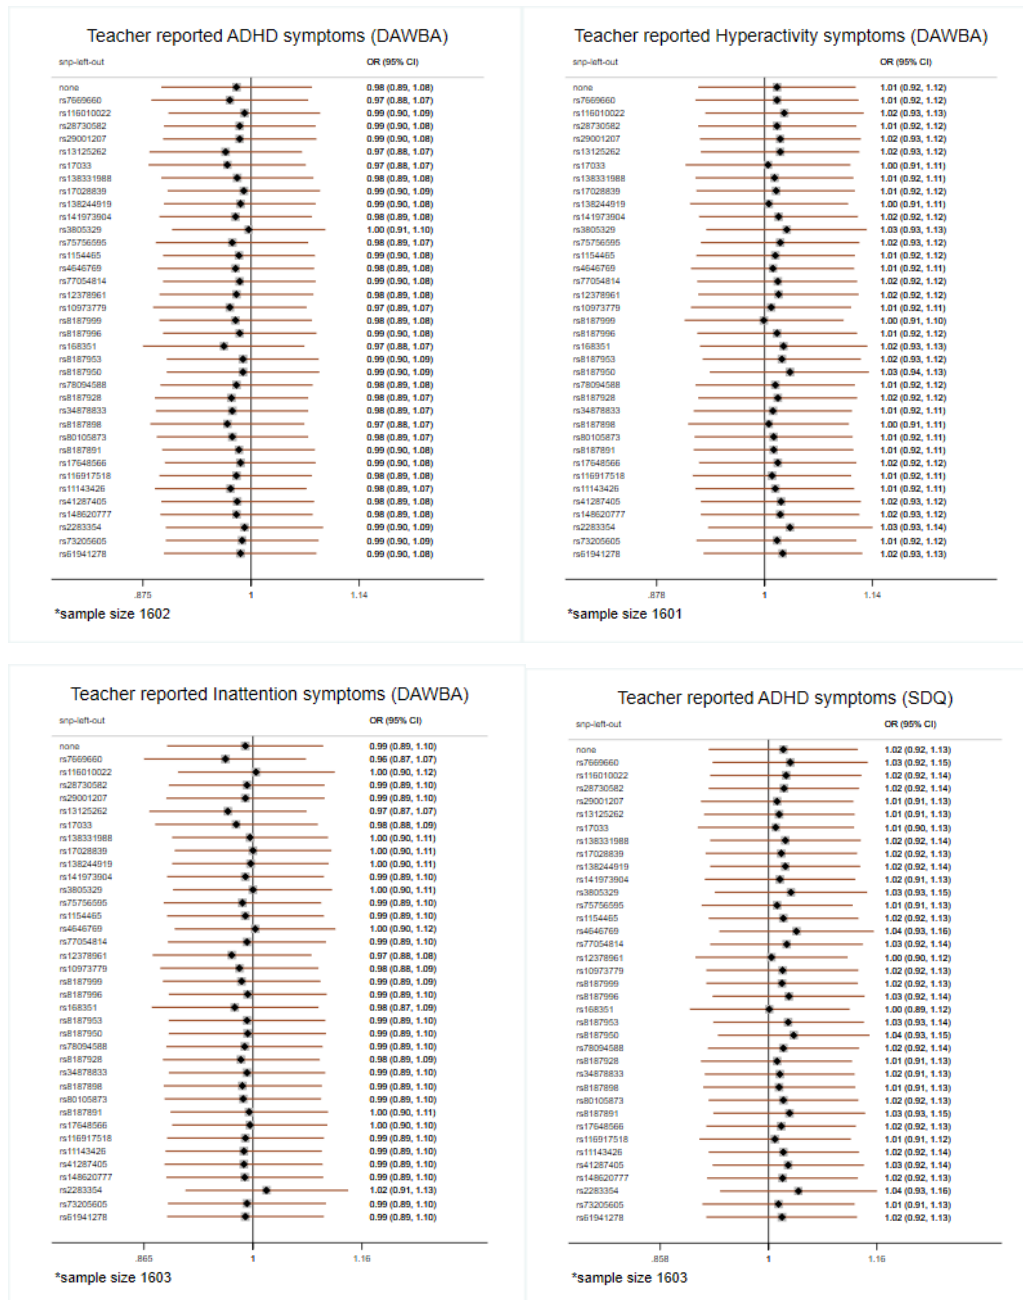 Teacher reported ADHD symptoms (DAWBA)
snp-left-out OR (95% CI)
none 0.98 (0.89, 1.08)
rs7669660 0.97 (0.88, 1.07)
rs116010022 0.99 (0.90, 1.09)
rs28730582 0.99 (0.90, 1.08)
rs29001207 0.99 (0.90, 1.08)
rs13125262 0.97 (0.88, 1.07)
rs17033 0.97 (0.88, 1.07)
rs138331988 0.98 (0.89, 1.08)
rs17028839 0.99 (0.90, 1.09)
rs138244919 0.99 (0.90, 1.08)
rs141973904 0.98 (0.89, 1.08)
rs3805329 1.00 (0.91, 1.10)
rs75756595 0.98 (0.89, 1.07)
rs1154465 0.99 (0.90, 1.08)
rs4646769 0.98 (0.89, 1.08)
rs77054814 0.99 (0.90, 1.08)
rs12378961 0.98 (0.89, 1.08)
rs10973779 0.97 (0.89, 1.07)
rs8187999 0.98 (0.89, 1.08)
rs8187996 0.99 (0.90, 1.08)
rs168351 0.97 (0.88, 1.07)
rs8187953 0.99 (0.90, 1.09)
rs8187950 0.99 (0.90, 1.09)
rs78094588 0.98 (0.89, 1.08)
rs8187928 0.98 (0.89, 1.07)
rs34878833 0.98 (0.89, 1.07)
rs8187898 0.97 (0.88, 1.07)
rs80105873 0.98 (0.89, 1.07)
rs8187891 0.99 (0.90, 1.08)
rs17648566 0.99 (0.90, 1.08)
rs116917518 0.98 (0.89, 1.08)
rs11143426 0.98 (0.89, 1.07)
rs41287405 0.98 (0.89, 1.08)
rs148620777 0.98 (0.89, 1.08)
rs2283354 0.99 (0.90, 1.09)
rs73205605 0.99 (0.90, 1.09)
rs61941278 0.99 (0.90, 1.08)
.875 1 1.14
*sample size 1602
Teacher reported Hyperactivity symptoms (DAWBA)
snp-left-out OR (95% CI)
none 1.01 (0.92, 1.12)
rs7669660 1.01 (0.92, 1.12)
rs116010022 1.02 (0.93, 1.13)
rs28730582 1.01 (0.92, 1.12)
rs29001207 1.02 (0.93, 1.12)
rs13125262 1.02 (0.93, 1.12)
rs17033 1.00 (0.91, 1.11)
rs138331988 1.01 (0.92, 1.11)
rs17028839 1.01 (0.92, 1.12)
rs138244919 1.00 (0.91, 1.11)
rs141973904 1.02 (0.92, 1.12)
rs3805329 1.03 (0.93, 1.13)
rs75756595 1.02 (0.93, 1.12)
rs1154465 1.01 (0.92, 1.12)
rs4646769 1.01 (0.92, 1.11)
rs77054814 1.02 (0.92, 1.12)
rs12378961 1.02 (0.92, 1.12)
rs10973779 1.01 (0.92, 1.11)
rs8187999 1.00 (0.91, 1.10)
rs8187996 1.01 (0.92, 1.12)
rs168351 1.02 (0.93, 1.13)
rs8187953 1.02 (0.93, 1.12)
rs8187950 1.03 (0.94, 1.13)
rs78094588 1.01 (0.92, 1.12)
rs8187928 1.02 (0.92, 1.12)
rs34878833 1.01 (0.92, 1.11)
rs8187898 1.00 (0.91, 1.11)
rs80105873 1.01 (0.92, 1.11)
rs8187891 1.01 (0.92, 1.11)
rs17648566 1.02 (0.92, 1.12)
rs116917518 1.01 (0.92, 1.11)
rs11143426 1.01 (0.92, 1.11)
rs41287405 1.02 (0.93, 1.12)
rs148620777 1.02 (0.93, 1.12)
rs2283354 1.03 (0.93, 1.14)
rs73205605 1.01 (0.92, 1.12)
rs61941278 1.02 (0.93, 1.13)
.878 1 1.14
*sample size 1601
Teacher reported Inattention symptoms (DAWBA)
snp-left-out OR (95% CI)
none 0.99 (0.89, 1.10)
rs7669660 0.96 (0.87, 1.07)
rs116010022 1.00 (0.90, 1.12)
rs28730582 0.99 (0.89, 1.10)
rs29001207 0.99 (0.89, 1.10)
rs13125262 0.97 (0.87, 1.07)
rs17033 0.98 (0.88, 1.09)
rs138331988 1.00 (0.90, 1.11)
rs17028839 1.00 (0.90, 1.11)
rs138244919 1.00 (0.90, 1.11)
rs141973904 0.99 (0.89, 1.10)
rs3805329 1.00 (0.90, 1.11)
rs75756595 0.99 (0.89, 1.10)
rs1154465 0.99 (0.89, 1.10)
rs4646769 1.00 (0.90, 1.12)
rs77054814 0.99 (0.89, 1.10)
rs12378961 0.97 (0.88, 1.08)
rs10973779 0.98 (0.88, 1.09)
rs8187999 0.99 (0.89, 1.09)
rs8187996 0.99 (0.89, 1.10)
rs168351 0.98 (0.87, 1.09)
rs8187953 0.99 (0.89, 1.10)
rs8187950 0.99 (0.89, 1.10)
rs78094588 0.99 (0.89, 1.10)
rs8187928 0.98 (0.89, 1.09)
rs34878833 0.99 (0.89, 1.10)
rs8187898 0.99 (0.89, 1.10)
rs80105873 0.99 (0.89, 1.10)
rs8187891 1.00 (0.90, 1.11)
rs17648566 1.00 (0.90, 1.10)
rs116917518 0.99 (0.89, 1.10)
rs11143426 0.99 (0.89, 1.10)
rs41287405 0.99 (0.89, 1.10)
rs148620777 0.99 (0.89, 1.10)
rs2283354 1.02 (0.91, 1.13)
rs73205605 0.99 (0.89, 1.10)
rs61941278 0.99 (0.89, 1.10)
.865 1 1.16
*sample size 1603
Teacher reported ADHD symptoms (SDQ)
snp-left-out OR (95% CI)
none 1.02 (0.92, 1.13)
rs7669660 1.03 (0.92, 1.15)
rs116010022 1.02 (0.92, 1.14)
rs28730582 1.02 (0.92, 1.14)
rs29001207 1.01 (0.91, 1.13)
rs13125262 1.01 (0.91, 1.13)
rs17033 1.01 (0.90, 1.13)
rs138331988 1.02 (0.92, 1.14)
rs17028839 1.02 (0.92, 1.13)
rs138244919 1.02 (0.92, 1.14)
rs141973904 1.02 (0.91, 1.13)
rs3805329 1.03 (0.93, 1.15)
rs75756595 1.01 (0.91, 1.13)
rs1154465 1.02 (0.92, 1.13)
rs4646769 1.04 (0.93, 1.16)
rs77054814 1.03 (0.92, 1.14)
rs12378961 1.00 (0.90, 1.12)
rs10973779 1.02 (0.92, 1.13)
rs8187999 1.02 (0.92, 1.13)
rs8187996 1.03 (0.92, 1.14)
rs168351 1.00 (0.89, 1.12)
rs8187953 1.03 (0.93, 1.14)
rs8187950 1.04 (0.93, 1.15)
rs78094588 1.02 (0.92, 1.14)
rs8187928 1.01 (0.91, 1.13)
rs34878833 1.02 (0.91, 1.13)
rs8187898 1.01 (0.91, 1.13)
rs80105873 1.02 (0.92, 1.13)
rs8187891 1.03 (0.93, 1.15)
rs17648566 1.02 (0.92, 1.13)
rs116917518 1.01 (0.91, 1.12)
rs11143426 1.02 (0.92, 1.14)
rs41287405 1.03 (0.92, 1.14)
rs148620777 1.02 (0.92, 1.13)
rs2283354 1.04 (0.93, 1.16)
rs73205605 1.01 (0.91, 1.13)
rs61941278 1.02 (0.92, 1.13)
.858 1 1.16
*sample size 1603